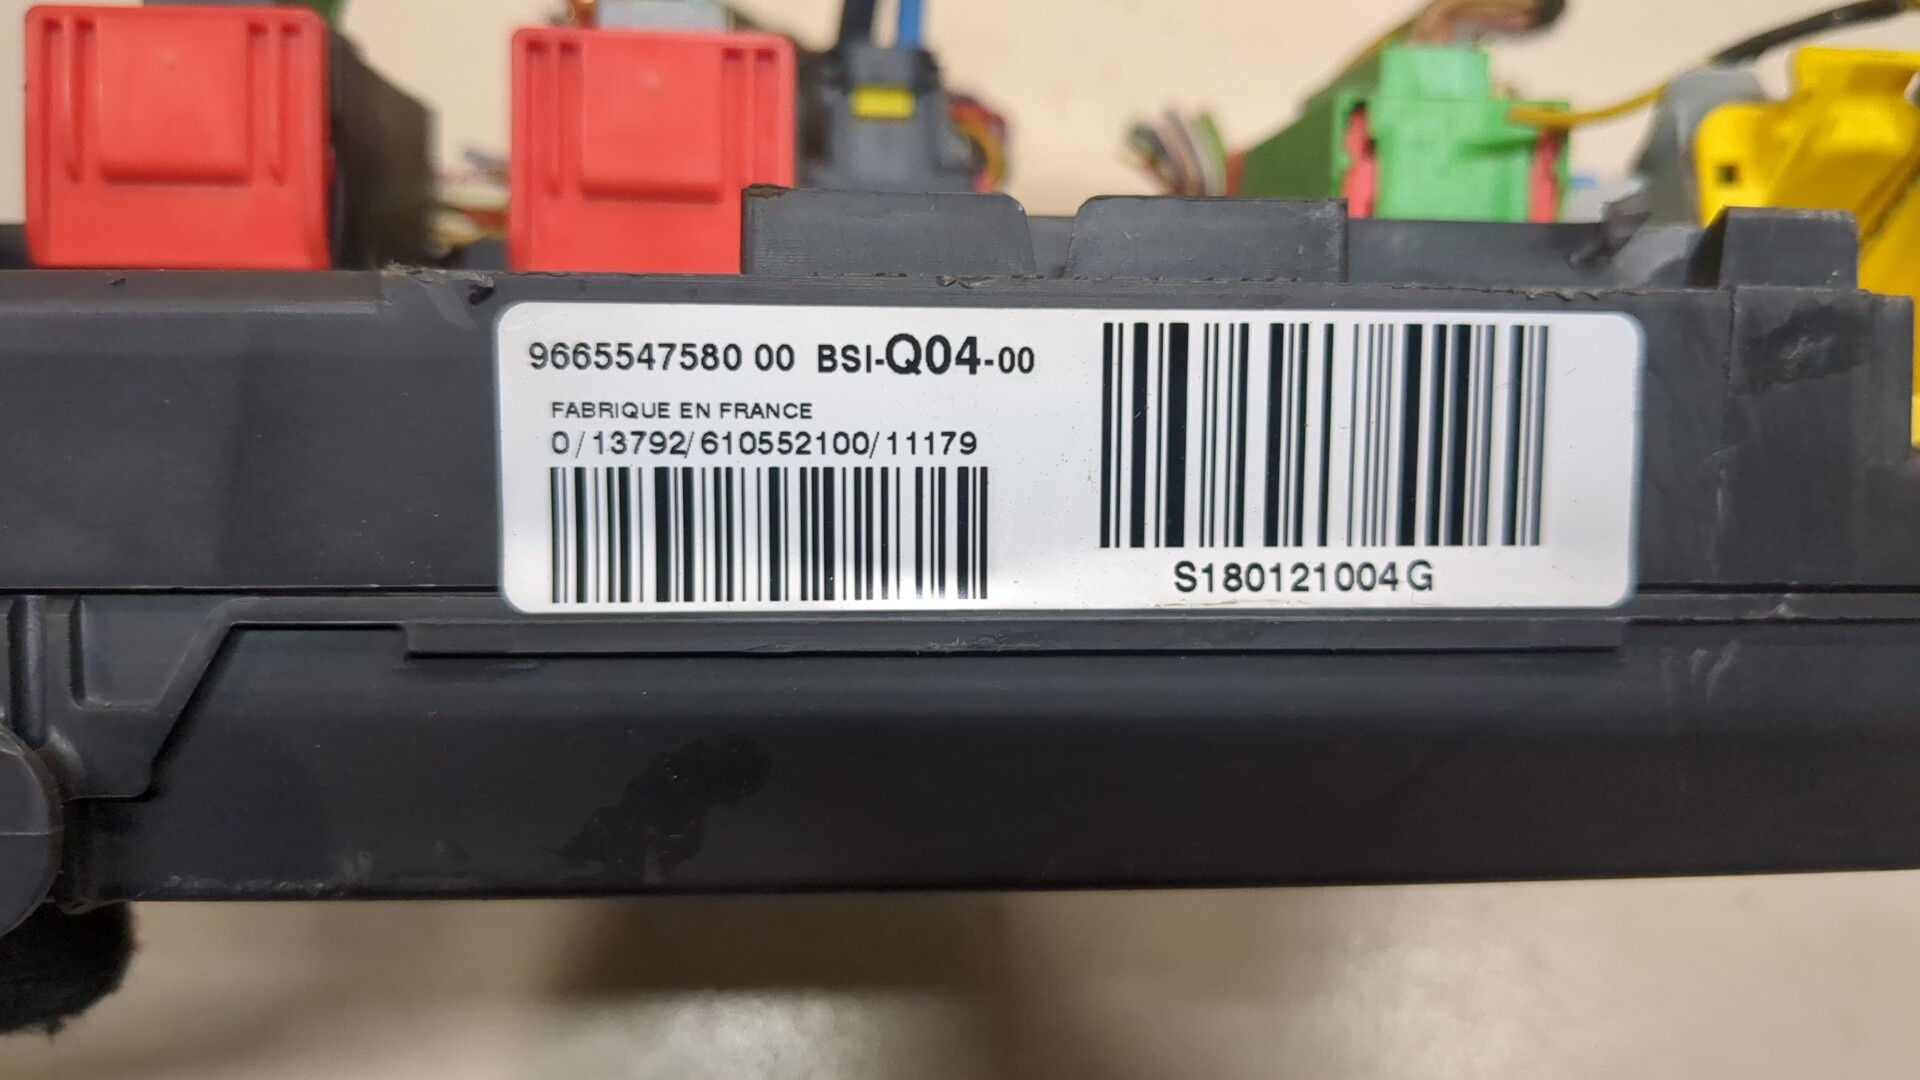 9665547580 00 BSI-Q04-00
FABRIQUE EN FRANCE
0/13792/610552100/11179
S180121004G